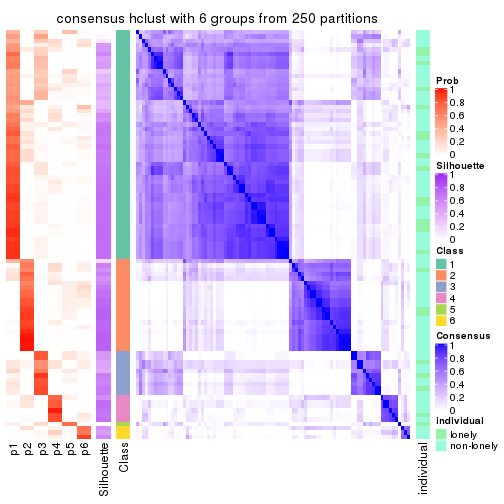 consensus hclust with 6 groups from 250 partitions
Prob
1
0.8
0.6
0.4
0.2
0
Silhouette
1
0.8
0.6
0.4
0.2
0
Class
1
2
3
4
5
6
Consensus
1
0.8
0.6
0.4
0.2
0
individual
lonely
non-lonely
p1
p2
p3
p4
p5
p6
Silhouette
Class
individual